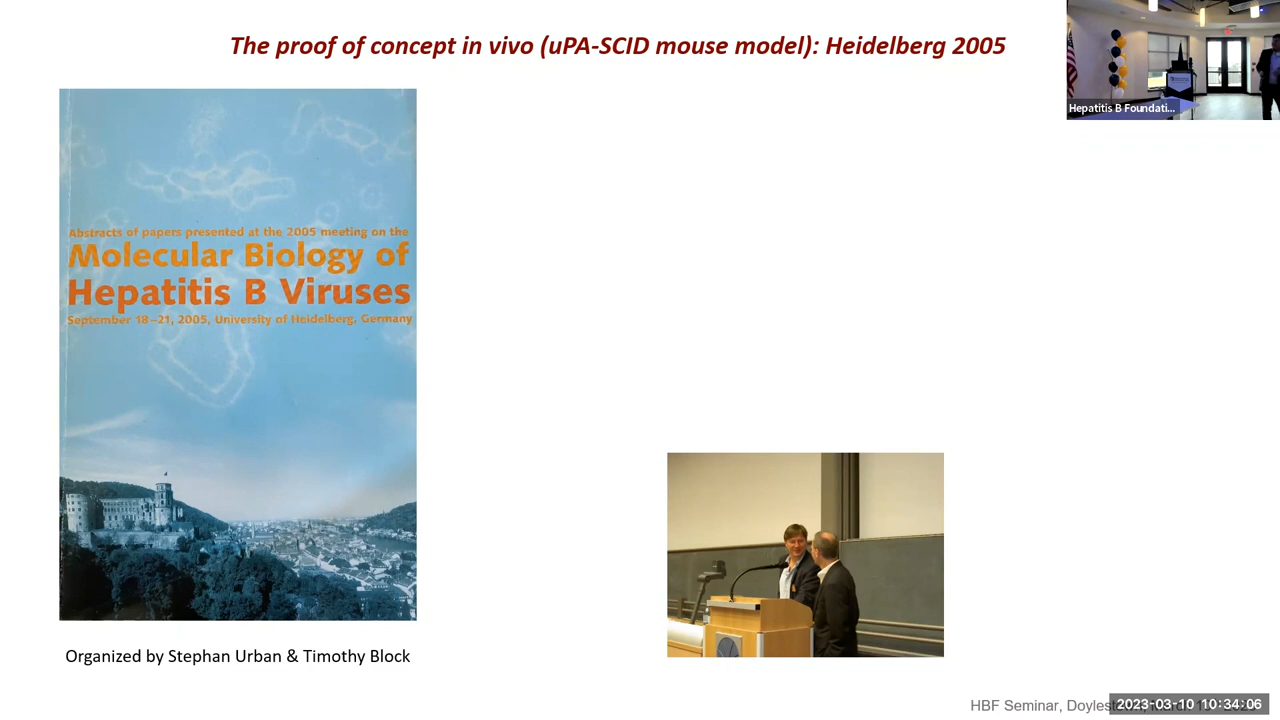 The proof of concept in vivo (uPA-SCID mouse model): Heidelberg 2005
Hepatitis B Foundati...
Abstracts of papers presented at the 2005 meeting on the
Molecular Biology of
Hepatitis B Viruses
September 18–21, 2005, University of Heidelberg, Germany
Organized by Stephan Urban & Timothy Block
HBF Seminar,
2023-03-10 10:34:06